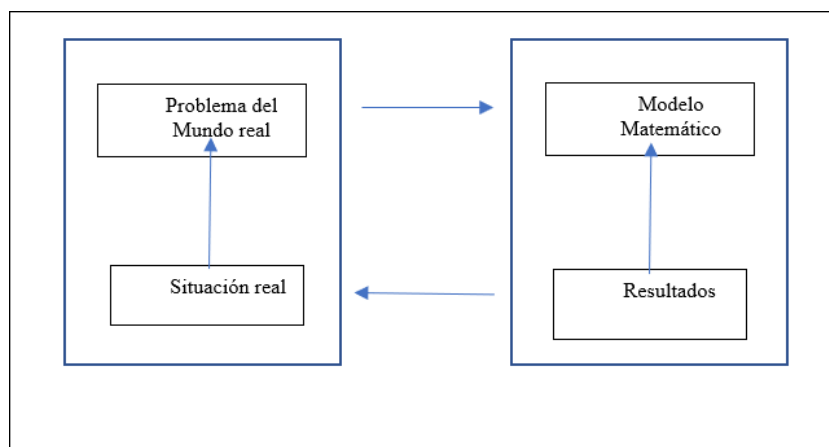 Problema del
Mundo real
Modelo
Matemático
Situación real
Resultados